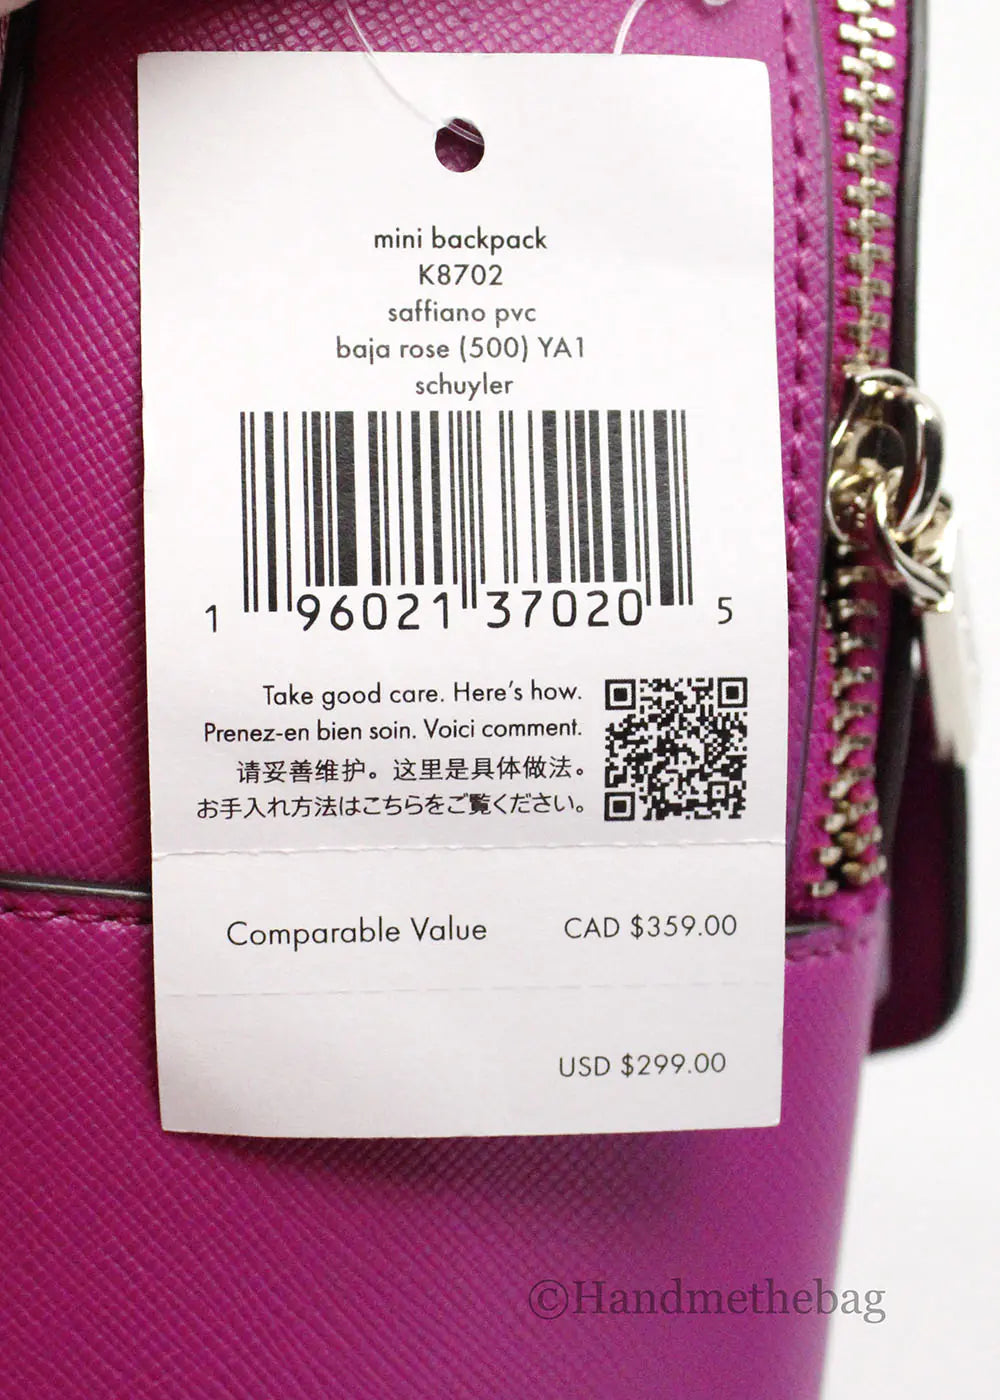 mini backpack
K8702
saffiano pvc
baja rose (500) YA1
schuyler
1 96021 37020 5
Take good care. Here's how.
Prenez-en bien soin. Voici comment.
请妥善维护。这里是具体做法。
お手入れ方法はこちらをご覧ください。
Comparable Value CAD $359.00
USD $299.00
©Handmethebag